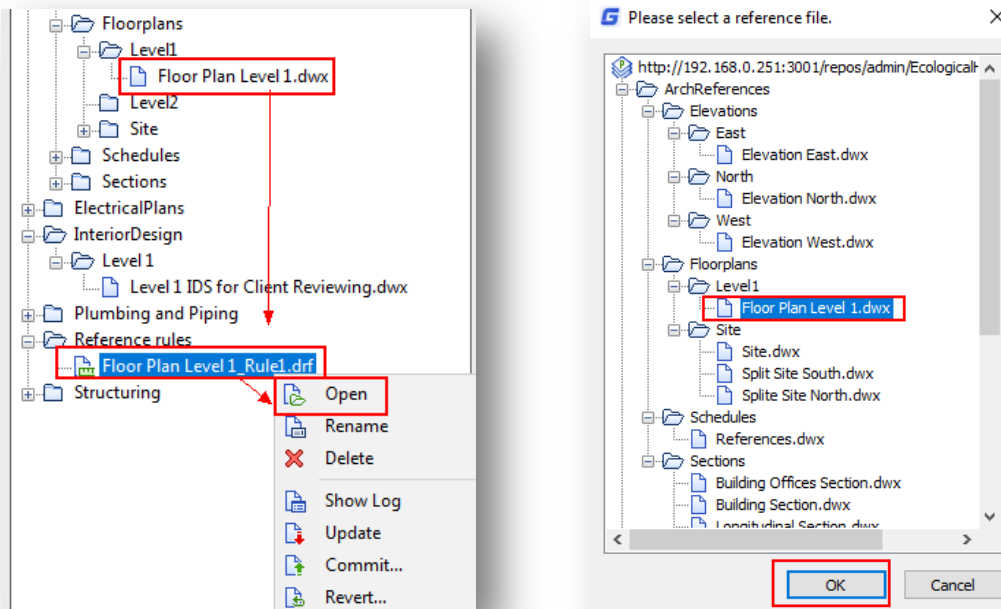 Floorplans
Level1
Floor Plan Level 1.dwx
Level2
Site
Schedules
Sections
ElectricalPlans
InteriorDesign
Level 1
Level 1 IDS for Client Reviewing.dwx
Plumbing and Piping
Reference rules
Floor Plan Level 1_Rule1.drf
Structuring
Open
Rename
Delete
Show Log
Update
Commit...
Revert...
Please select a reference file.
http://192.168.0.251:3001/repos/admin/Ecological
ArchReferences
Elevations
East
Elevation East.dwx
North
Elevation North.dwx
West
Elevation West.dwx
Floorplans
Level1
Floor Plan Level 1.dwx
Site
Site.dwx
Split Site South.dwx
Splite Site North.dwx
Schedules
References.dwx
Sections
Building Offices Section.dwx
Building Section.dwx
Longitudinal Section.dwx
OK
Cancel